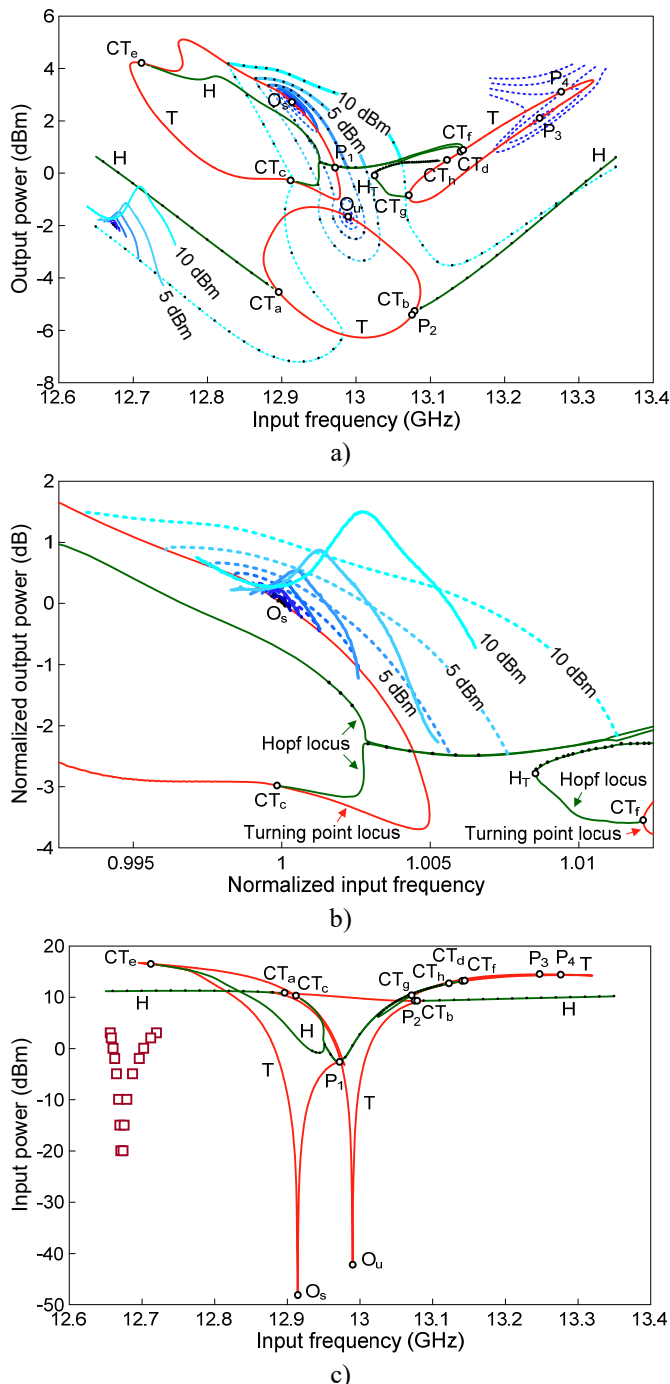 6
4
2
0
-2
-4
-6
-8
Output power (dBm)
CTe
H
T
Os
5 dBm
10 dBm
P1
CTc
Ou
HT
CTf
CTd
CTh
CTg
T
P4
P3
H
H
10 dBm
5 dBm
CTa
T
CTb
P2
12.6 12.7 12.8 12.9 13 13.1 13.2 13.3 13.4
Input frequency (GHz)
a)
2
1
0
-1
-2
-3
-4
Normalized output power (dB)
Os
5 dBm
5 dBm
10 dBm
10 dBm
Hopf locus
CTc
Turning point locus
HT
Hopf locus
CTf
Turning point locus
0.995 1 1.005 1.01
Normalized input frequency
b)
20
10
0
-10
-20
-30
-40
-50
Input power (dBm)
CTe
CTa
CTc
CTg
CTh
CTd
CTf
P3
P4
T
H
P2
CTb
H
H
T
P1
T
Ou
Os
12.6 12.7 12.8 12.9 13 13.1 13.2 13.3 13.4
Input frequency (GHz)
c)